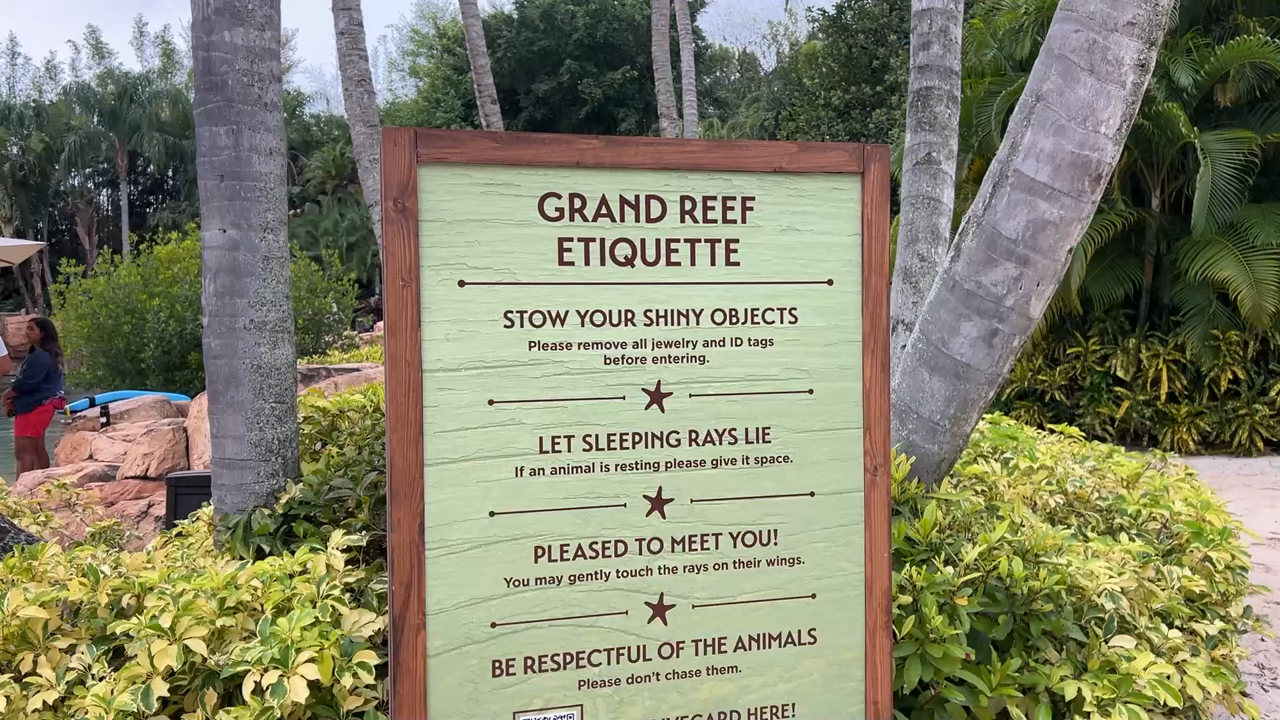 GRAND REEF
ETIQUETTE
STOW YOUR SHINY OBJECTS
Please remove all jewelry and ID tags
before entering.
LET SLEEPING RAYS LIE
If an animal is resting please give it space.
PLEASED TO MEET YOU!
You may gently touch the rays on their wings.
BE RESPECTFUL OF THE ANIMALS
Please don't chase them.
HERE!